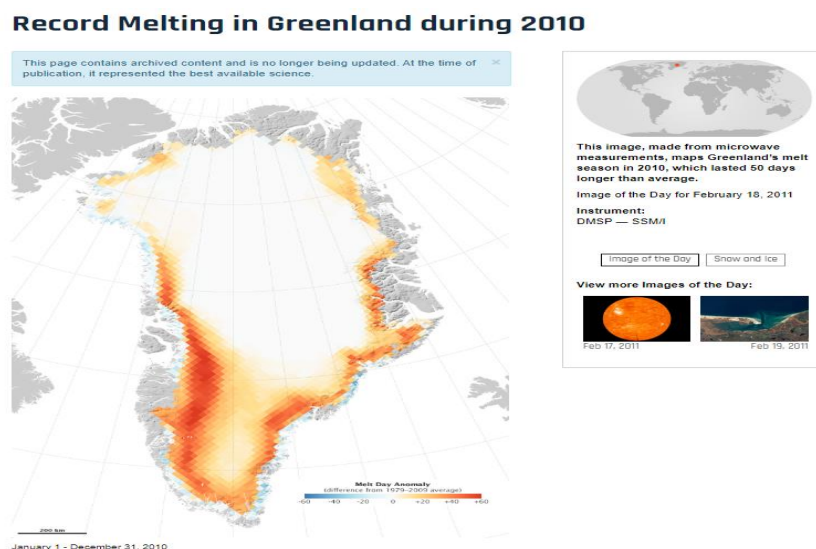 Record Melting in Greenland during 2010
This page contains archived content and is no longer being updated. At the time of
publication, it represented the best available science.
×
This image, made from microwave
measurements, maps Greenland's melt
season in 2010, which lasted 50 days
longer than average.
Image of the Day for February 18, 2011
Instrument:
DMSP — SSM/I
Image of the Day
Snow and Ice
View more Images of the Day:
Feb 17, 2011
Feb 19, 2011
Melt Day Anomaly
(difference from 1979–2009 average)
-60 -40 -20 0 +20 +40 +60
200 km
January 1 - December 31, 2010